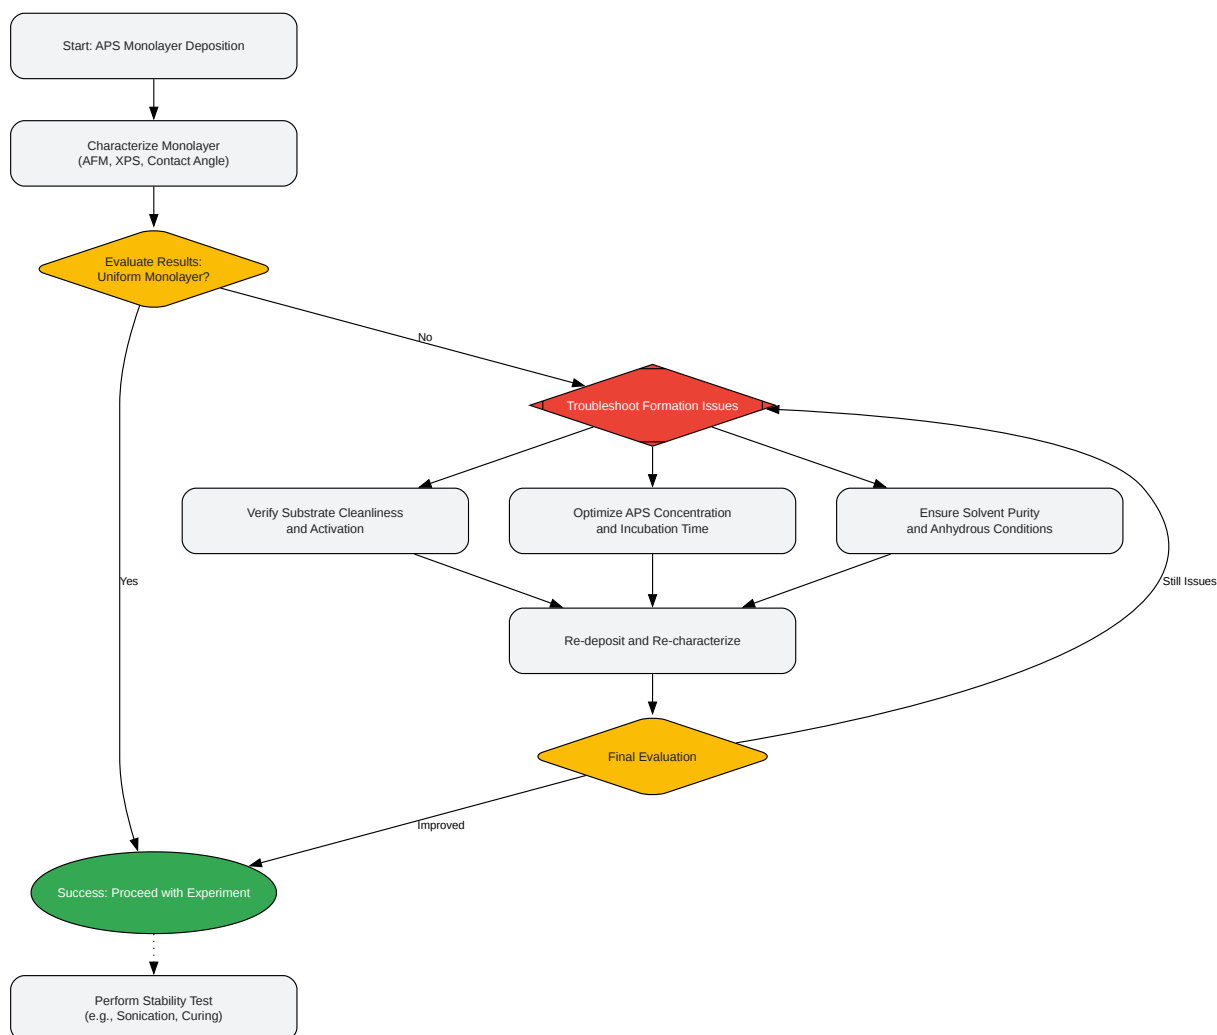 Start: APS Monolayer Deposition
Characterize Monolayer
(AFM, XPS, Contact Angle)
Evaluate Results:
Uniform Monolayer?
No
Troubleshoot Formation Issues
Verify Substrate Cleanliness
and Activation
Optimize APS Concentration
and Incubation Time
Ensure Solvent Purity
and Anhydrous Conditions
Yes
Still Issues
Re-deposit and Re-characterize
Final Evaluation
Improved
Success: Proceed with Experiment
Perform Stability Test
(e.g., Sonication, Curing)